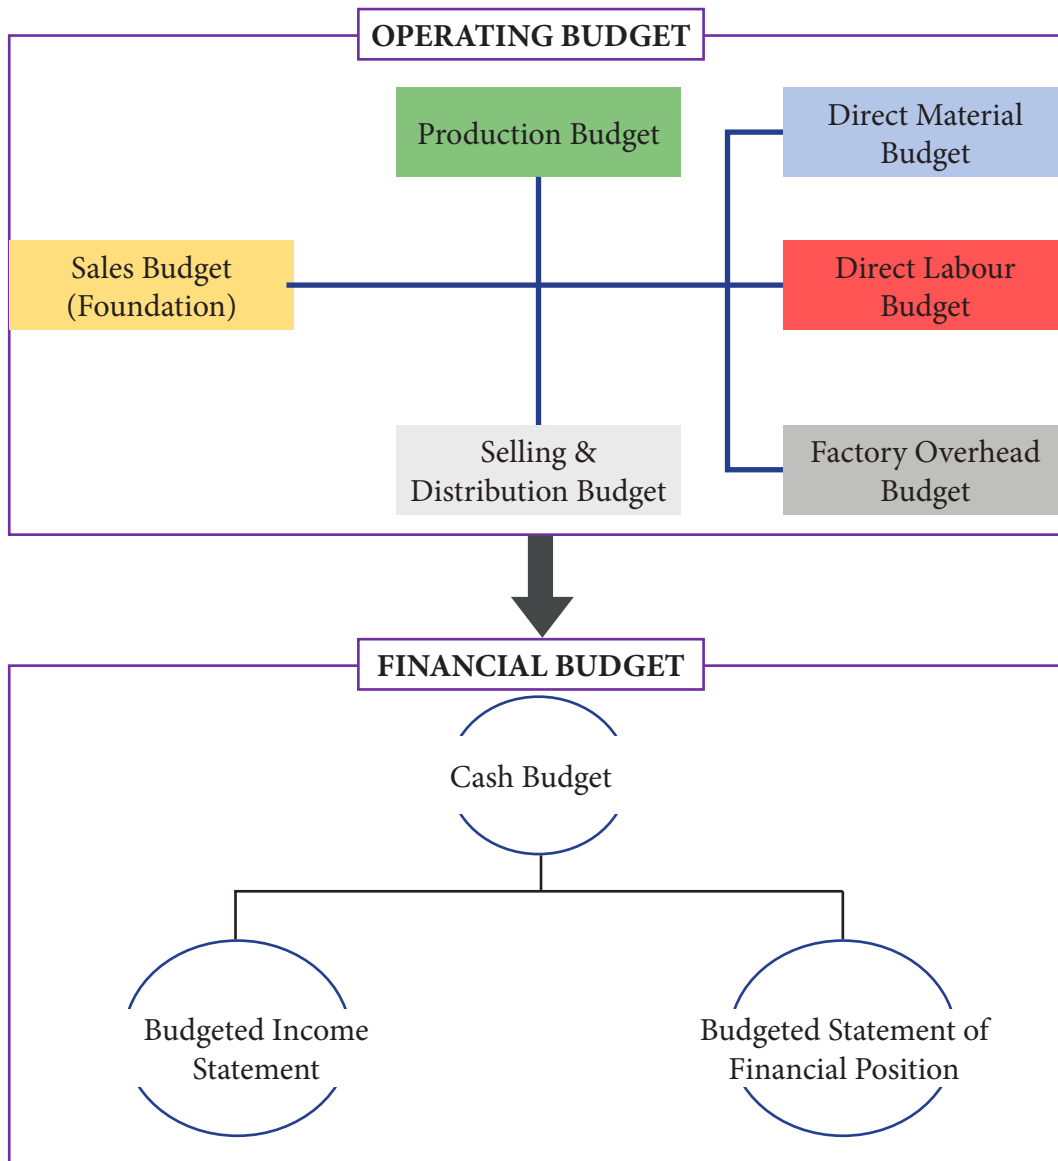 OPERATING BUDGET
Production Budget
Direct Material
Budget
Sales Budget
(Foundation)
Direct Labour
Budget
Selling &
Distribution Budget
Factory Overhead
Budget
FINANCIAL BUDGET
Cash Budget
Budgeted Income
Statement
Budgeted Statement of
Financial Position